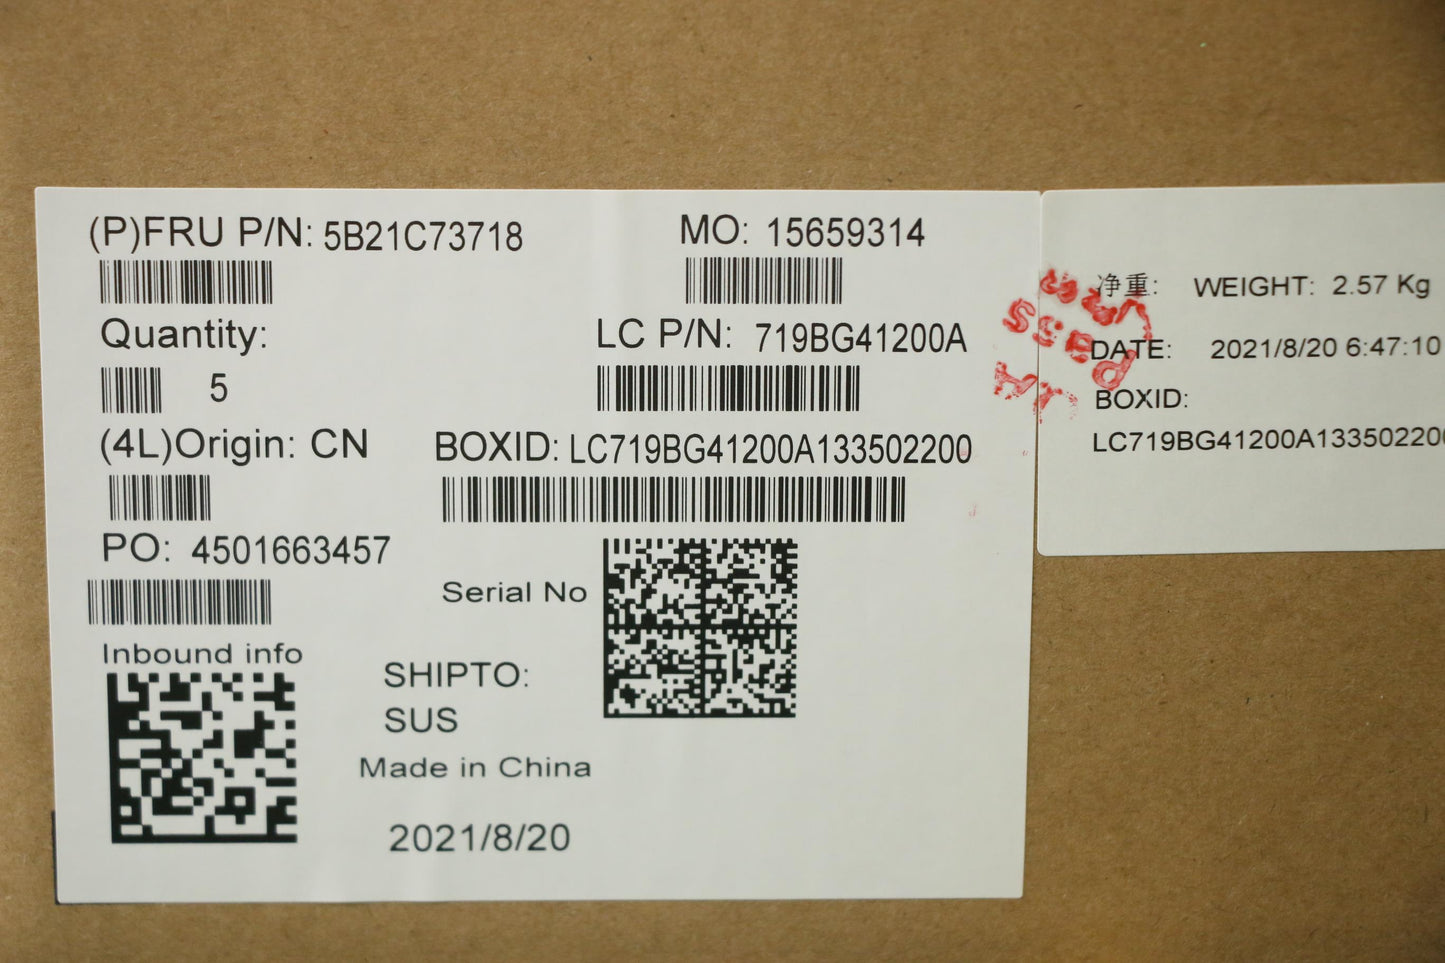 (P)FRU P/N: 5B21C73718
MO: 15659314
Quantity:
5
LC P/N: 719BG41200A
(4L)Origin: CN
BOXID: LC719BG41200A133502200
PO: 4501663457
Serial No
Inbound info
SHIPTO:
SUS
Made in China
2021/8/20
净重: WEIGHT: 2.57 Kg
DATE: 2021/8/20 6:47:10
BOXID:
LC719BG41200A13350220
PASS